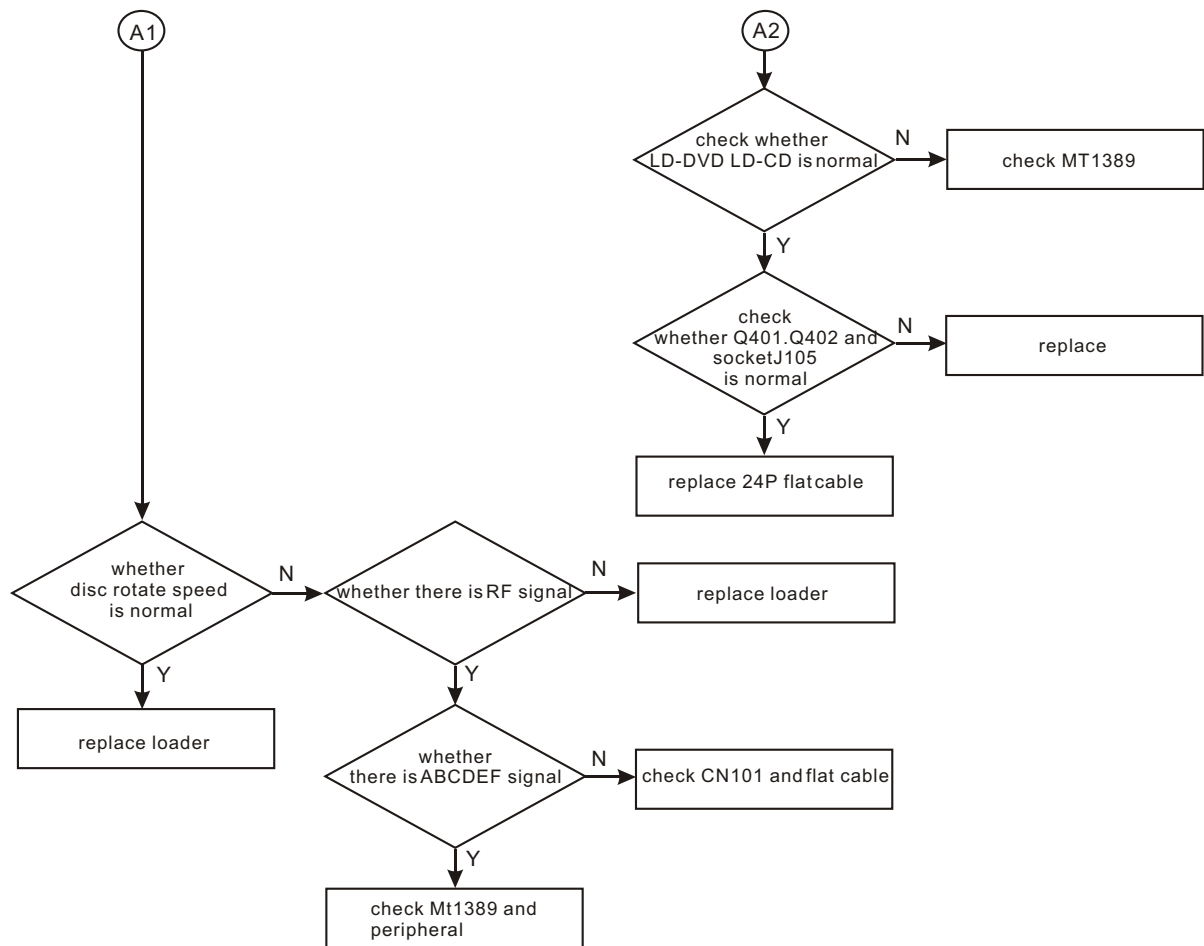 A1
A2
check whether
LD-DVD LD-CD is normal
N
check MT1389
Y
check
whether Q401.Q402 and
socketJ105
is normal
N
replace
Y
replace 24P flat cable
whether
disc rotate speed
is normal
N
whether there is RF signal
N
replace loader
Y
replace loader
Y
whether
there is ABCDEF signal
N
check CN101 and flat cable
Y
check Mt1389 and
peripheral